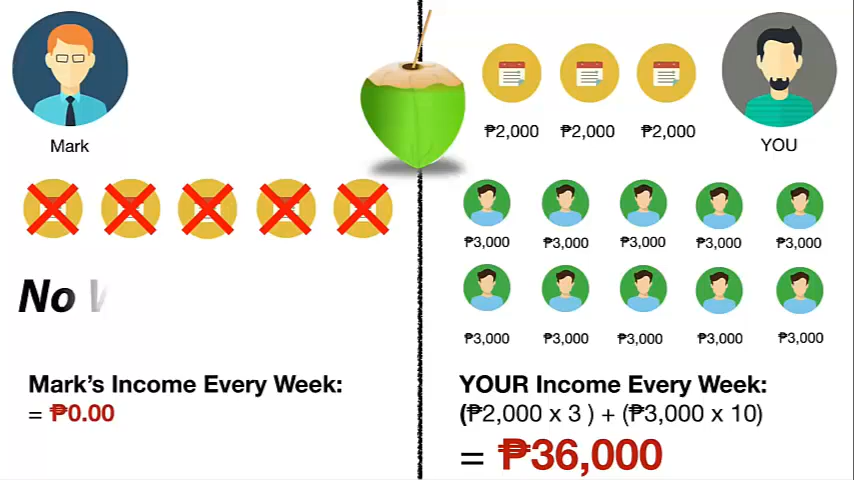 Mark
No
Mark's Income Every Week:
= ₱0.00
₱2,000 ₱2,000 ₱2,000
YOU
₱3,000 ₱3,000 ₱3,000 ₱3,000 ₱3,000
₱3,000 ₱3,000 ₱3,000 ₱3,000 ₱3,000
YOUR Income Every Week:
(₱2,000 x 3 ) + (₱3,000 x 10)
= ₱36,000